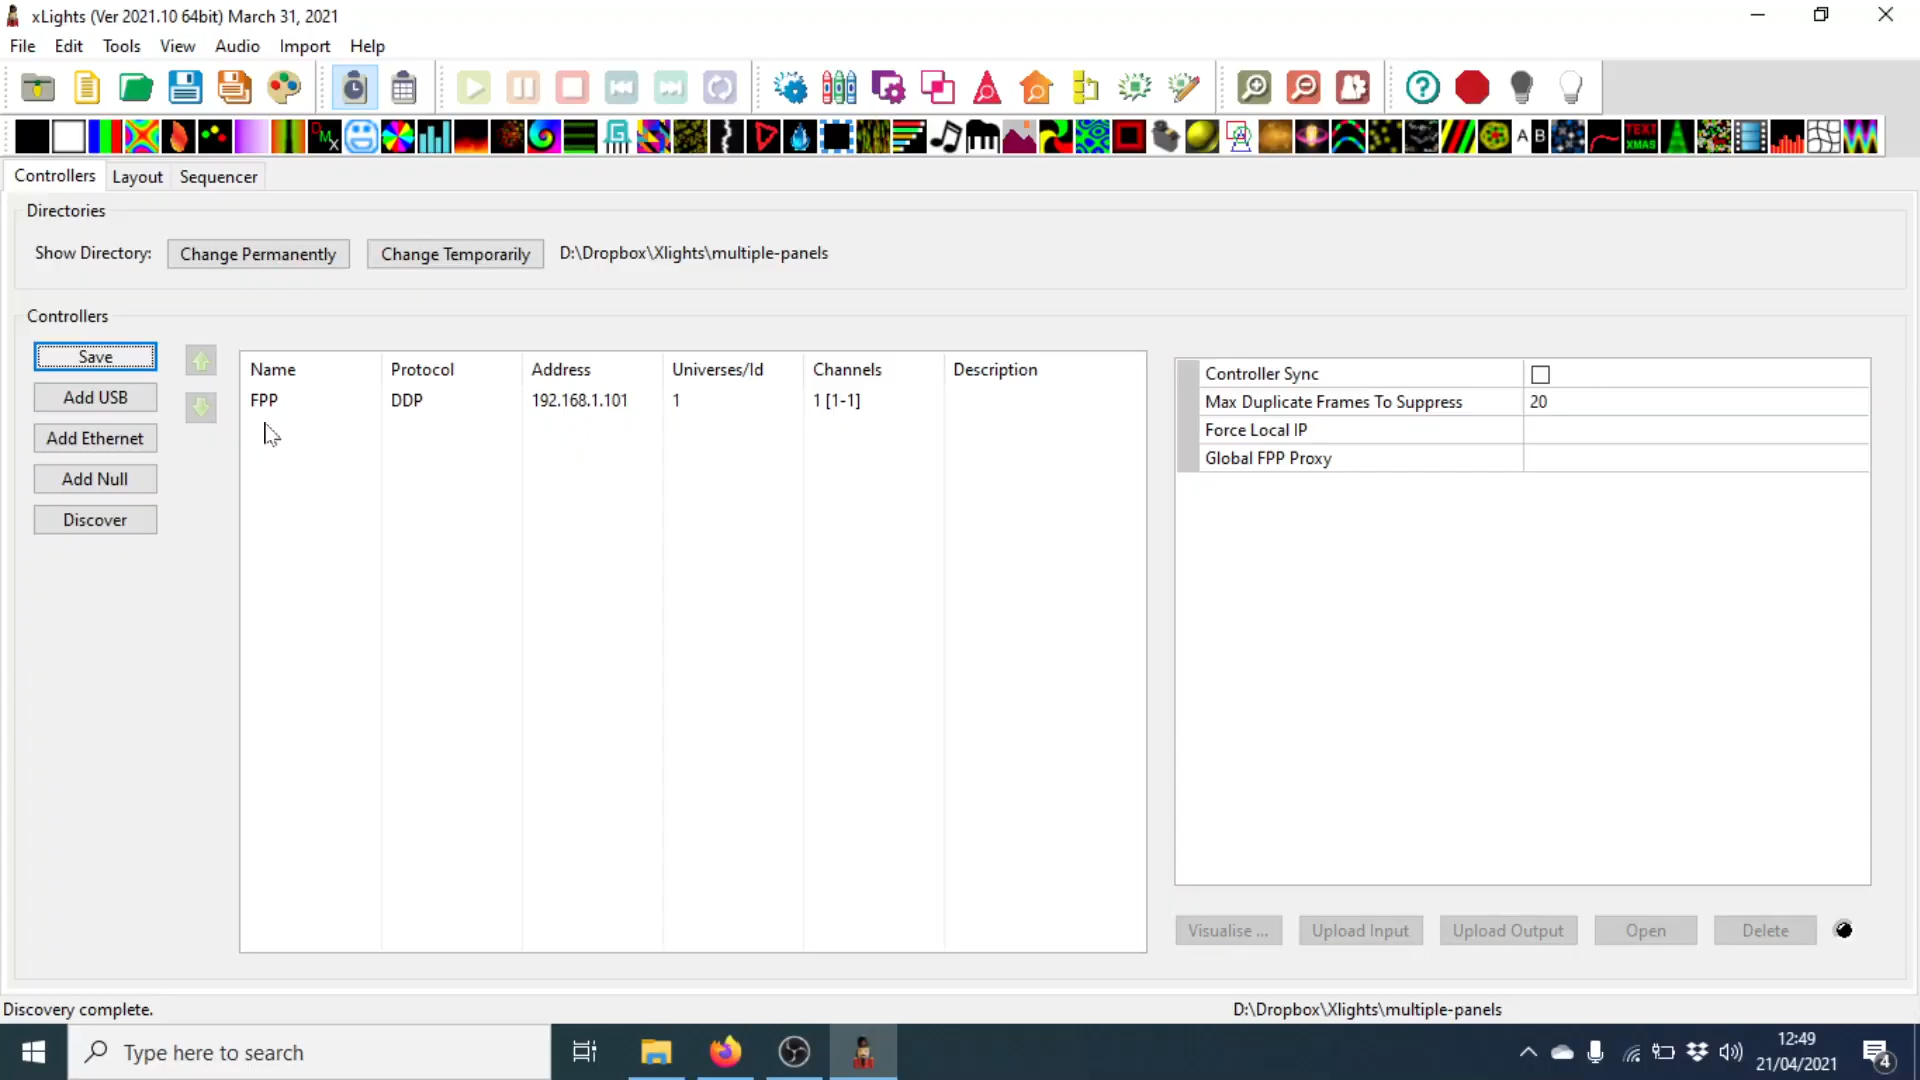 xLights (Ver 2021.10 64bit) March 31, 2021
File Edit Tools View Audio Import Help
Controllers Layout Sequencer
Directories
Show Directory: Change Permanently Change Temporarily D:\Dropbox\Xlights\multiple-panels
Controllers
Save
Add USB
Add Ethernet
Add Null
Discover
Name Protocol Address Universes/Id Channels Description
FPP DDP 192.168.1.101 1 1 [1-1]
Controller Sync
Max Duplicate Frames To Suppress 20
Force Local IP
Global FPP Proxy
Visualise ... Upload Input Upload Output Open Delete
Discovery complete. D:\Dropbox\Xlights\multiple-panels
Type here to search
12:49
21/04/2021
4